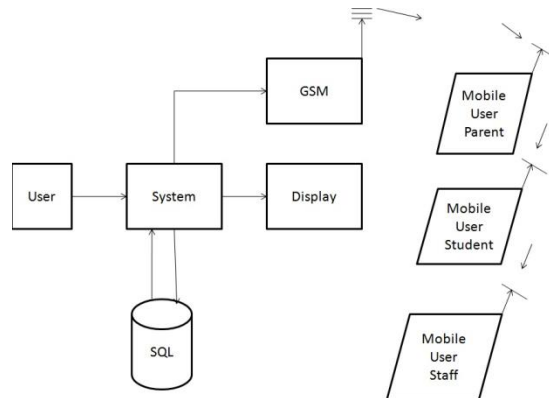 GSM
Mobile
User
Parent
User
System
Display
Mobile
User
Student
SQL
Mobile
User
Staff